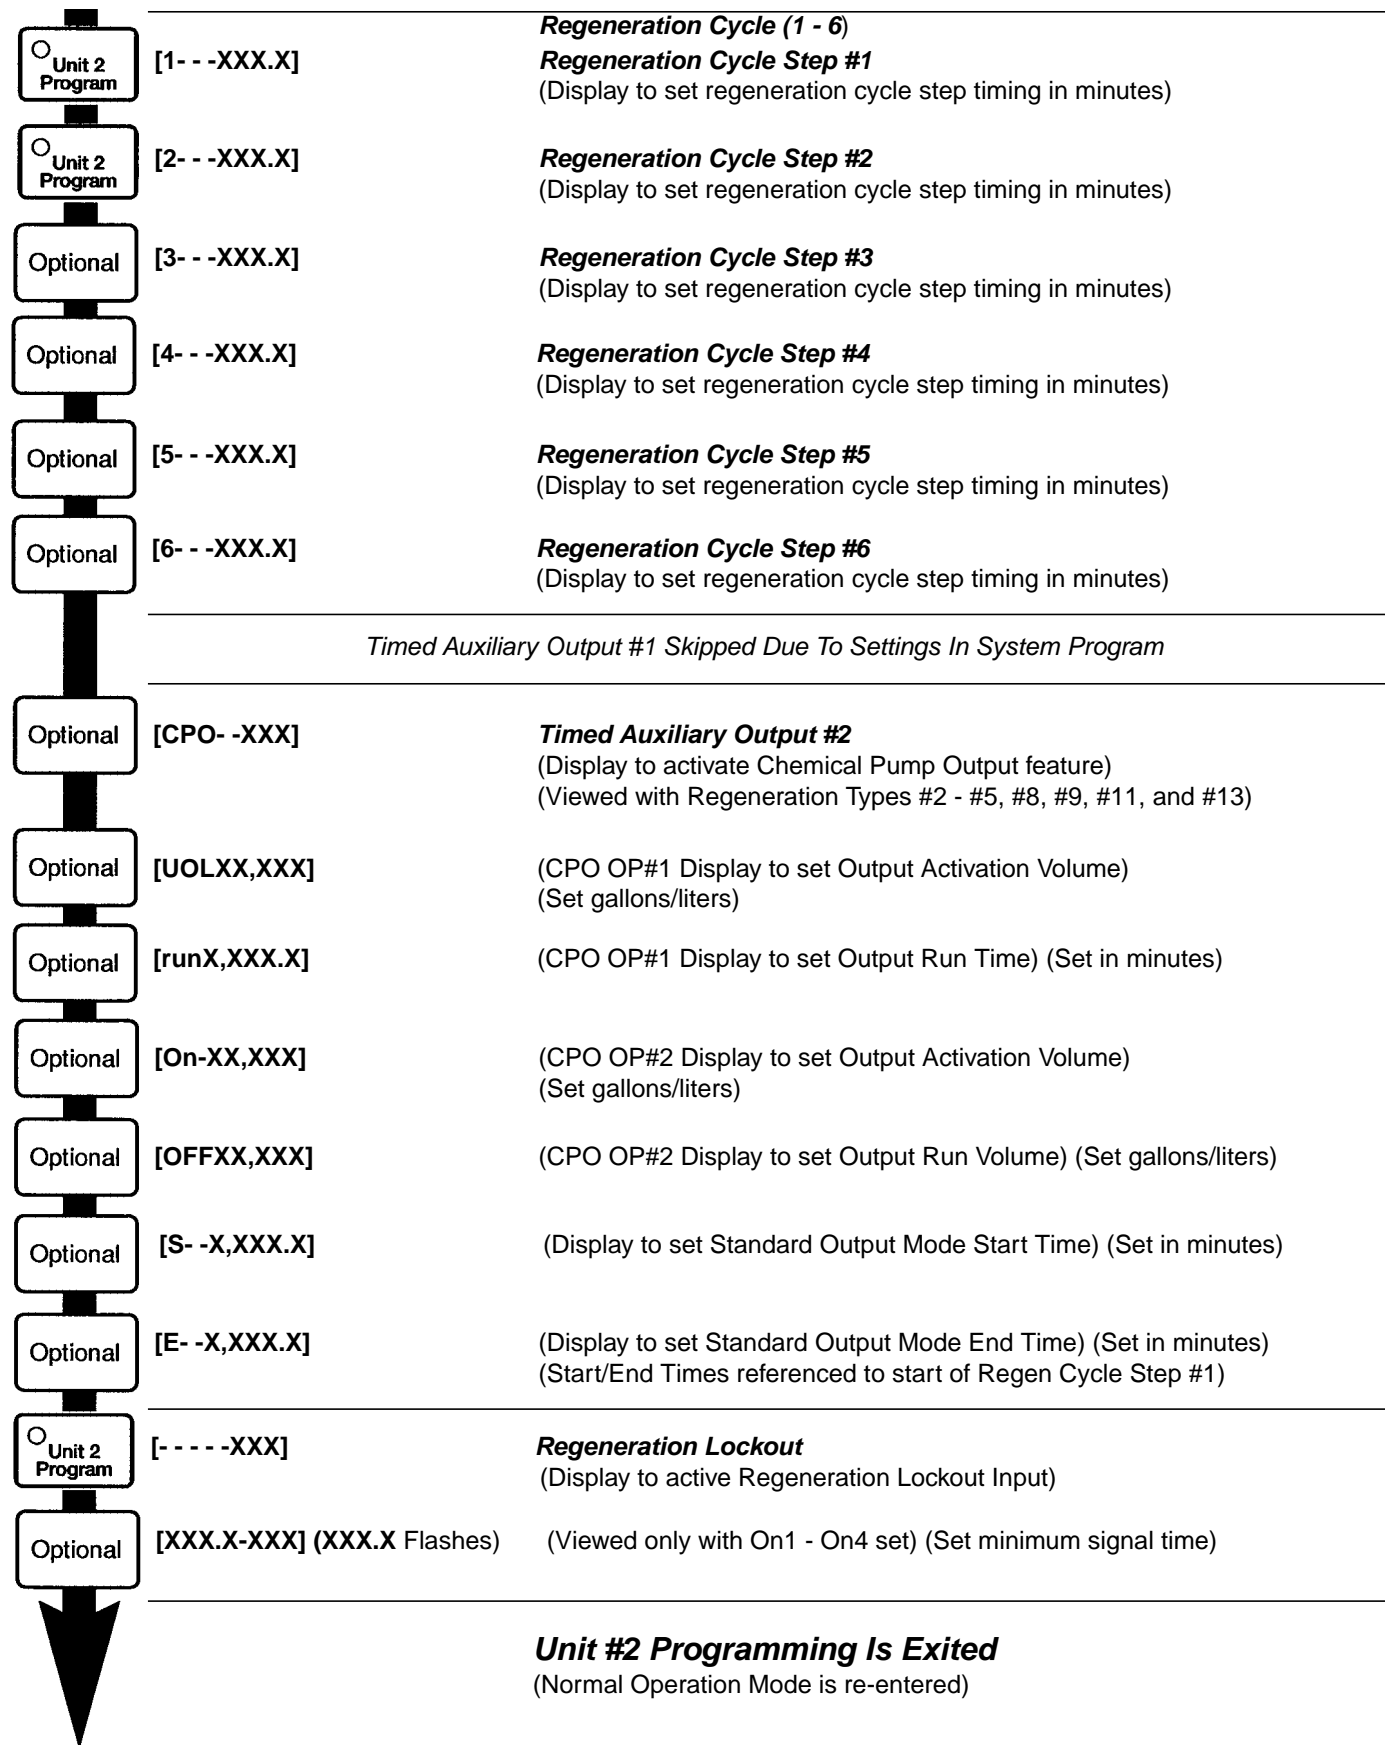 Regeneration Cycle (1 - 6)
Unit 2
Program
[1- - -XXX.X]
Regeneration Cycle Step #1
(Display to set regeneration cycle step timing in minutes)
Unit 2
Program
[2- - -XXX.X]
Regeneration Cycle Step #2
(Display to set regeneration cycle step timing in minutes)
Optional
[3- - -XXX.X]
Regeneration Cycle Step #3
(Display to set regeneration cycle step timing in minutes)
Optional
[4- - -XXX.X]
Regeneration Cycle Step #4
(Display to set regeneration cycle step timing in minutes)
Optional
[5- - -XXX.X]
Regeneration Cycle Step #5
(Display to set regeneration cycle step timing in minutes)
Optional
[6- - -XXX.X]
Regeneration Cycle Step #6
(Display to set regeneration cycle step timing in minutes)
Timed Auxiliary Output #1 Skipped Due To Settings In System Program
Optional
[CPO- -XXX]
Timed Auxiliary Output #2
(Display to activate Chemical Pump Output feature)
(Viewed with Regeneration Types #2 - #5, #8, #9, #11, and #13)
Optional
[UOLXX,XXX]
(CPO OP#1 Display to set Output Activation Volume)
(Set gallons/liters)
Optional
[runX,XXX.X]
(CPO OP#1 Display to set Output Run Time) (Set in minutes)
Optional
[On-XX,XXX]
(CPO OP#2 Display to set Output Activation Volume)
(Set gallons/liters)
Optional
[OFFXX,XXX]
(CPO OP#2 Display to set Output Run Volume) (Set gallons/liters)
Optional
[S- -X,XXX.X]
(Display to set Standard Output Mode Start Time) (Set in minutes)
Optional
[E- -X,XXX.X]
(Display to set Standard Output Mode End Time) (Set in minutes)
(Start/End Times referenced to start of Regen Cycle Step #1)
Unit 2
Program
[- - - - -XXX]
Regeneration Lockout
(Display to active Regeneration Lockout Input)
Optional
[XXX.X-XXX] (XXX.X Flashes)
(Viewed only with On1 - On4 set) (Set minimum signal time)
Unit #2 Programming Is Exited
(Normal Operation Mode is re-entered)